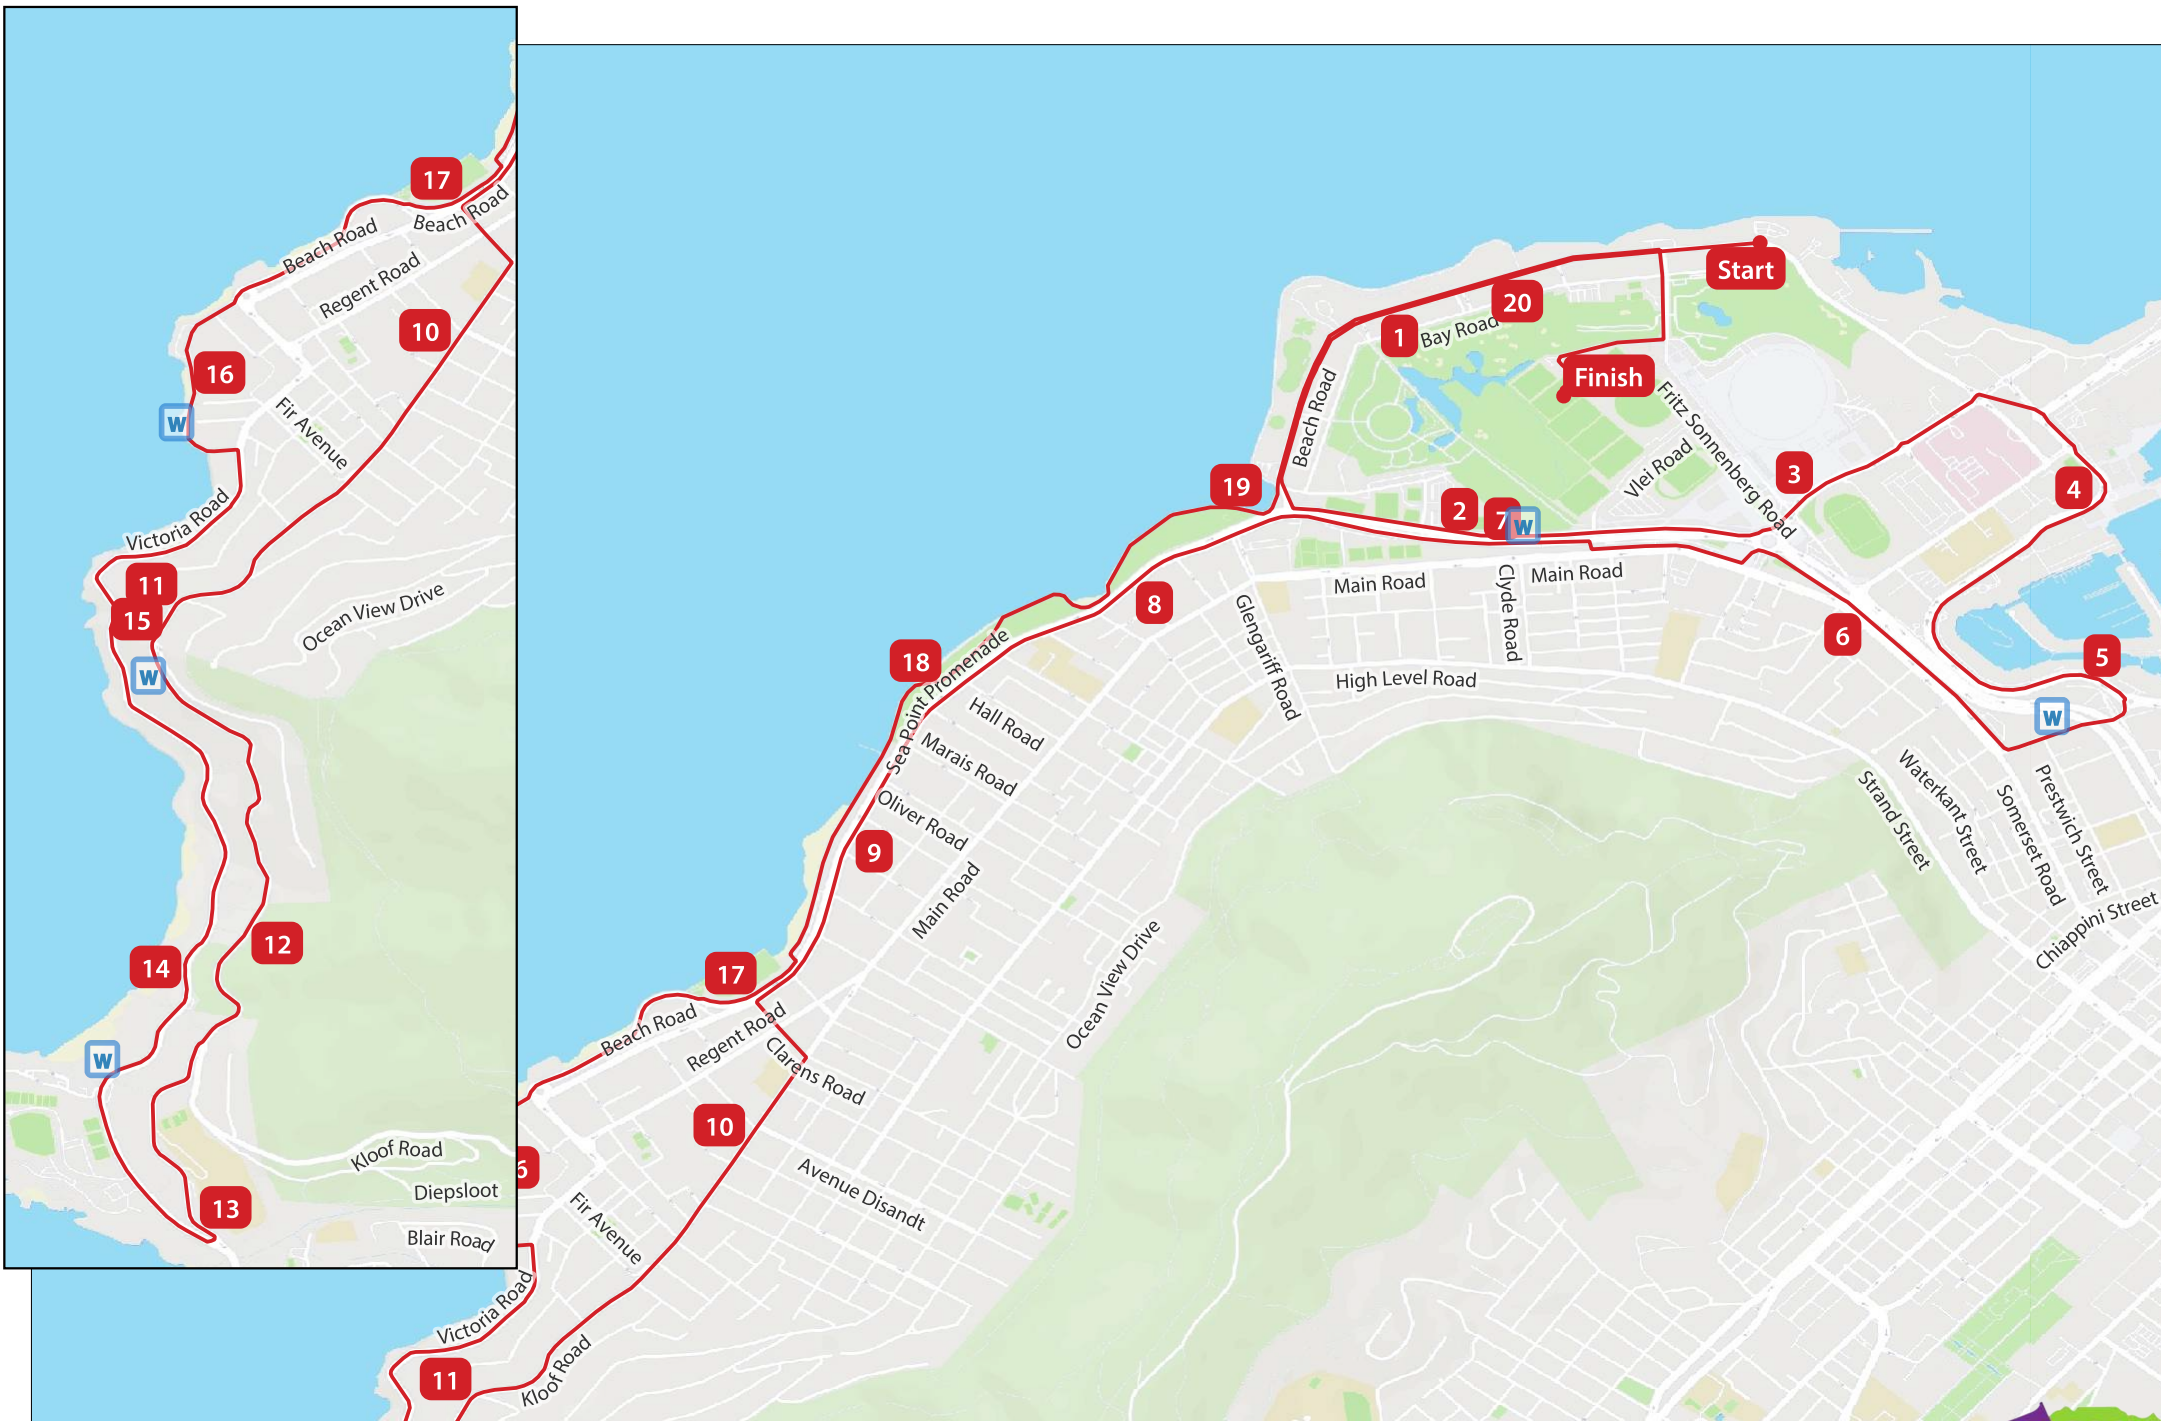 17
Beach Road
Beach Road
Regent Road
10
16
W
Fir Avenue
Victoria Road
11
15
Ocean View Drive
W
12
14
W
Kloof Road
Diepsloot
13
Blair Road
Start
20
1
Bay Road
Finish
Beach Road
Fritz Sonnenberg Road
Vlei Road
3
19
2
7
W
4
Main Road
Main Road
Clyde Road
8
Glengariff Road
6
5
18
Sea Point Promenade
High Level Road
W
Hall Road
Marais Road
Oliver Road
9
Main Road
Strand Street
Waterkant Street
Somerset Road
Prestwich Street
Chiappini Street
17
Beach Road
Regent Road
Clarens Road
Ocean View Drive
10
6
Avenue Disandt
Fir Avenue
Victoria Road
11
Kloof Road